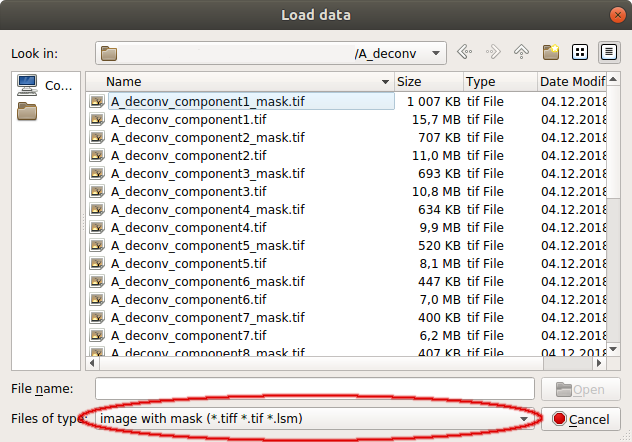 Load data
Look in: /A_deconv
Co...
Name Size Type Date Modif
A_deconv_component1_mask.tif 1 007 KB tif File 04.12.2018
A_deconv_component1.tif 15,7 MB tif File 04.12.2018
A_deconv_component2_mask.tif 707 KB tif File 04.12.2018
A_deconv_component2.tif 11,0 MB tif File 04.12.2018
A_deconv_component3_mask.tif 693 KB tif File 04.12.2018
A_deconv_component3.tif 10,8 MB tif File 04.12.2018
A_deconv_component4_mask.tif 634 KB tif File 04.12.2018
A_deconv_component4.tif 9,9 MB tif File 04.12.2018
A_deconv_component5_mask.tif 520 KB tif File 04.12.2018
A_deconv_component5.tif 8,1 MB tif File 04.12.2018
A_deconv_component6_mask.tif 447 KB tif File 04.12.2018
A_deconv_component6.tif 7,0 MB tif File 04.12.2018
A_deconv_component7_mask.tif 400 KB tif File 04.12.2018
A_deconv_component7.tif 6,2 MB tif File 04.12.2018
A_deconv_component8_mask.tif 407 KB tif File 04.12.2018
File name: Open
Files of type: image with mask (*.tiff *.tif *.lsm) Cancel